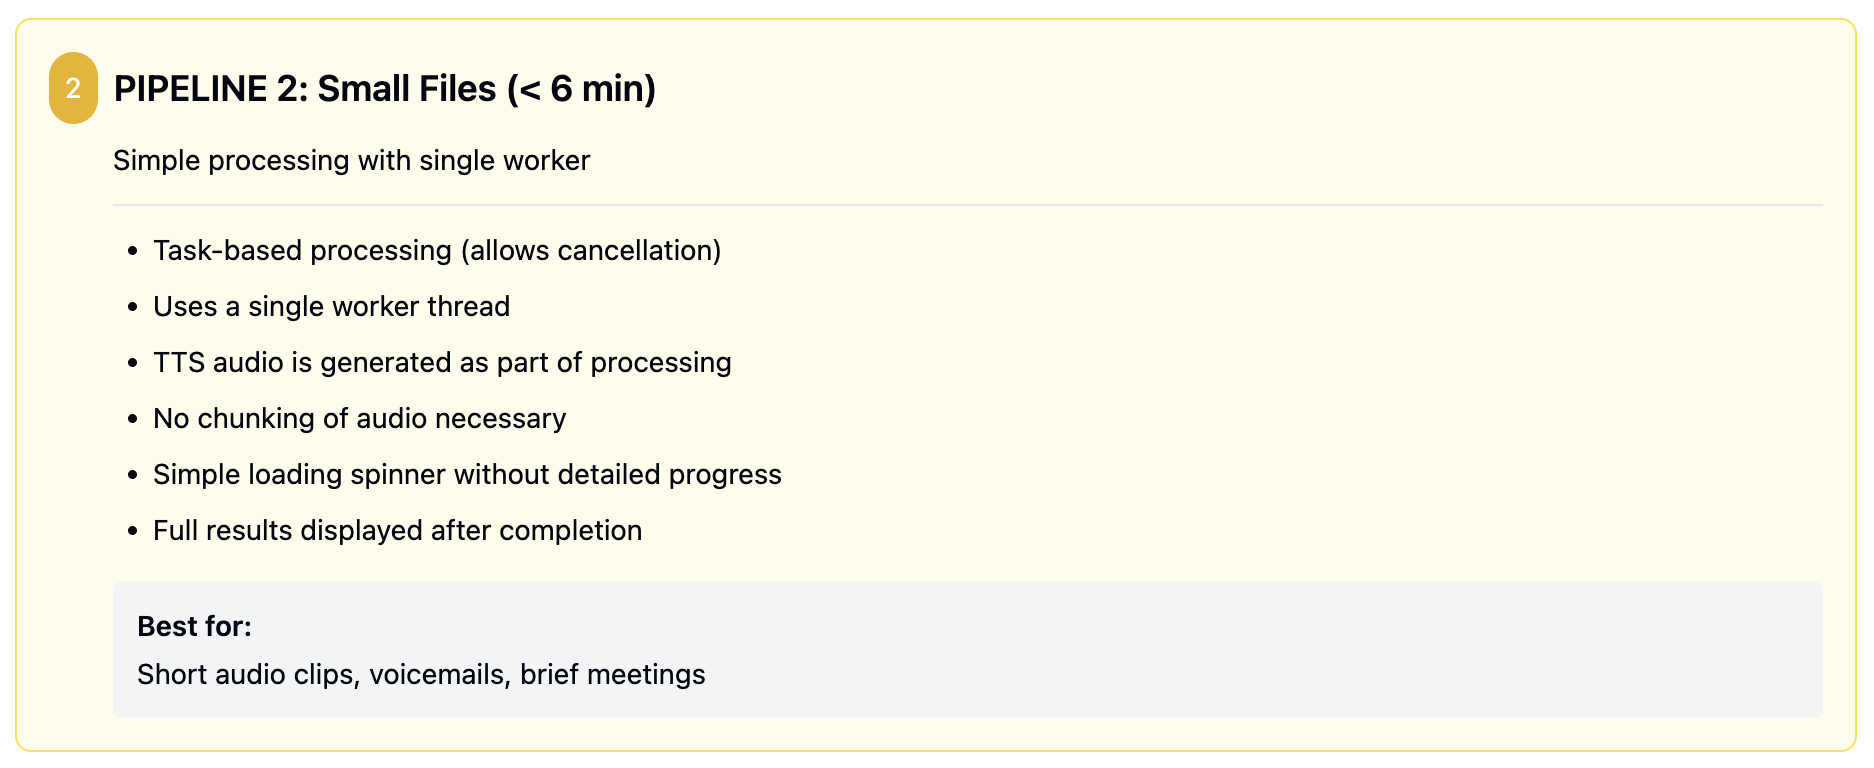 2
PIPELINE 2: Small Files (< 6 min)
Simple processing with single worker
• Task-based processing (allows cancellation)
• Uses a single worker thread
• TTS audio is generated as part of processing
• No chunking of audio necessary
• Simple loading spinner without detailed progress
• Full results displayed after completion
Best for:
Short audio clips, voicemails, brief meetings